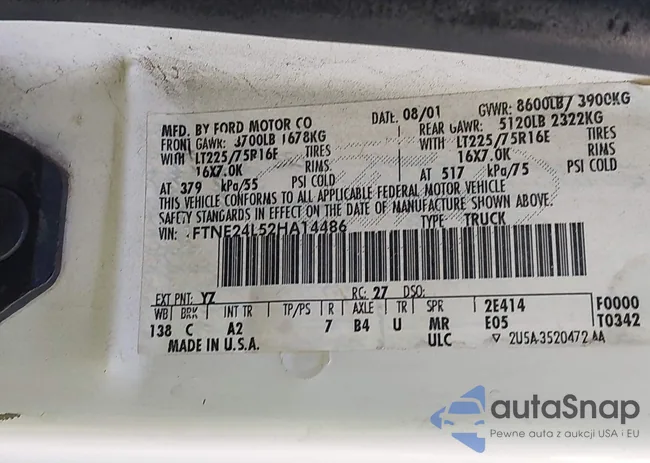 MFD. BY FORD MOTOR CO
DATE: 08/01
GVWR: 8600LB/ 3900KG
FRONT GAWR: 3700LB 1678KG
REAR GAWR: 5120LB 2322KG
WITH LT225/75R16E TIRES
WITH LT225/75R16E TIRES
16X7.0K RIMS
16X7.0K RIMS.
AT 379 kPa/55 PSI COLD
AT 517 kPa/75 PSI COLD
THIS VEHICLE CONFORMS TO ALL APPLICABLE FEDERAL MOTOR VEHICLE
SAFETY STANDARDS IN EFFECT ON THE DATE OF MANUFACTURE SHOWN ABOVE.
VIN: FTNE24L52HA14486
TYPE: TRUCK
EXT PNT: YZ RC: 27 DSO:
WB BRK INT TR TP/PS R AXLE TR SPR 2E414 F0000
138 C A2 7 B4 U MR E05 T0342
MADE IN U.S.A. ULC ▽ 2U5A-3520472 AA
autaSnap
Pewne auta z aukcji USA i EU